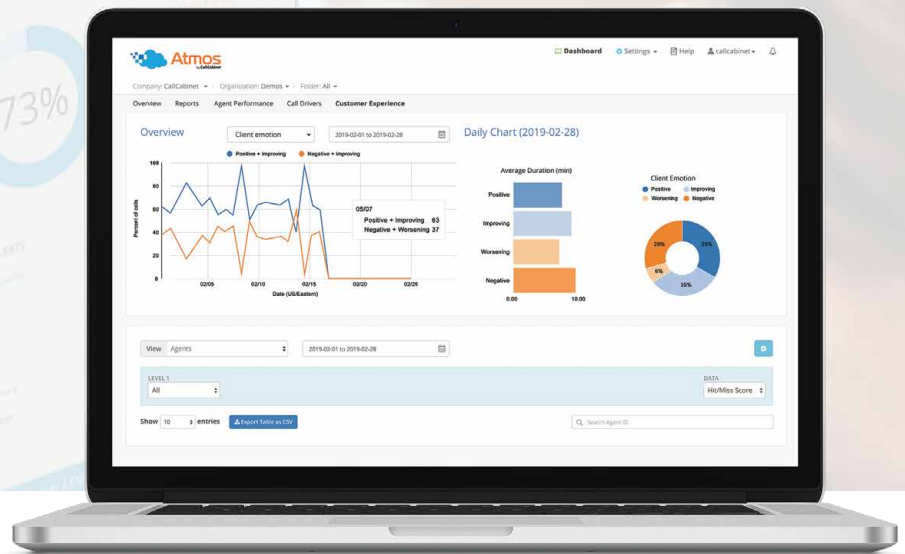 73%
Atmos
by CallCabinet
Dashboard Settings Help callcabinet
Company: CallCabinet / Organization: Demos / Folder: All
Overview Reports Agent Performance Call Drivers Customer Experience
Overview
Client emotion
2019-02-01 to 2019-02-28
Positive + Improving Negative + Improving
Percent of calls
100
80
60
40
20
0
05/07
Positive + Improving 63
Negative + Worsening 37
02/05 02/10 02/15 02/20 02/25
Date (US/Eastern)
Daily Chart (2019-02-28)
Average Duration (min)
Positive
Improving
Worsening
Negative
0.00 10.00
Client Emotion
Positive Improving
Worsening Negative
29%
6%
30%
View Agents
2019-02-01 to 2019-02-28
LEVEL 1
All
DATA
Hit/Miss Score
Show 10 entries
Export Table as CSV
Search Agent ID